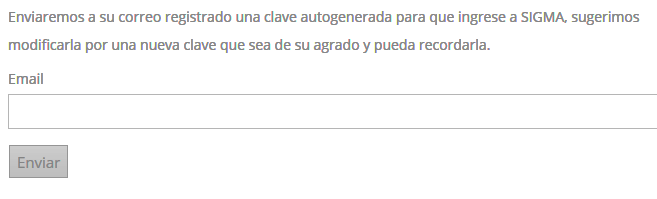 Enviaremos a su correo registrado una clave autogenerada para que ingrese a SIGMA, sugerimos
modificarla por una nueva clave que sea de su agrado y pueda recordarla.
Email
Enviar